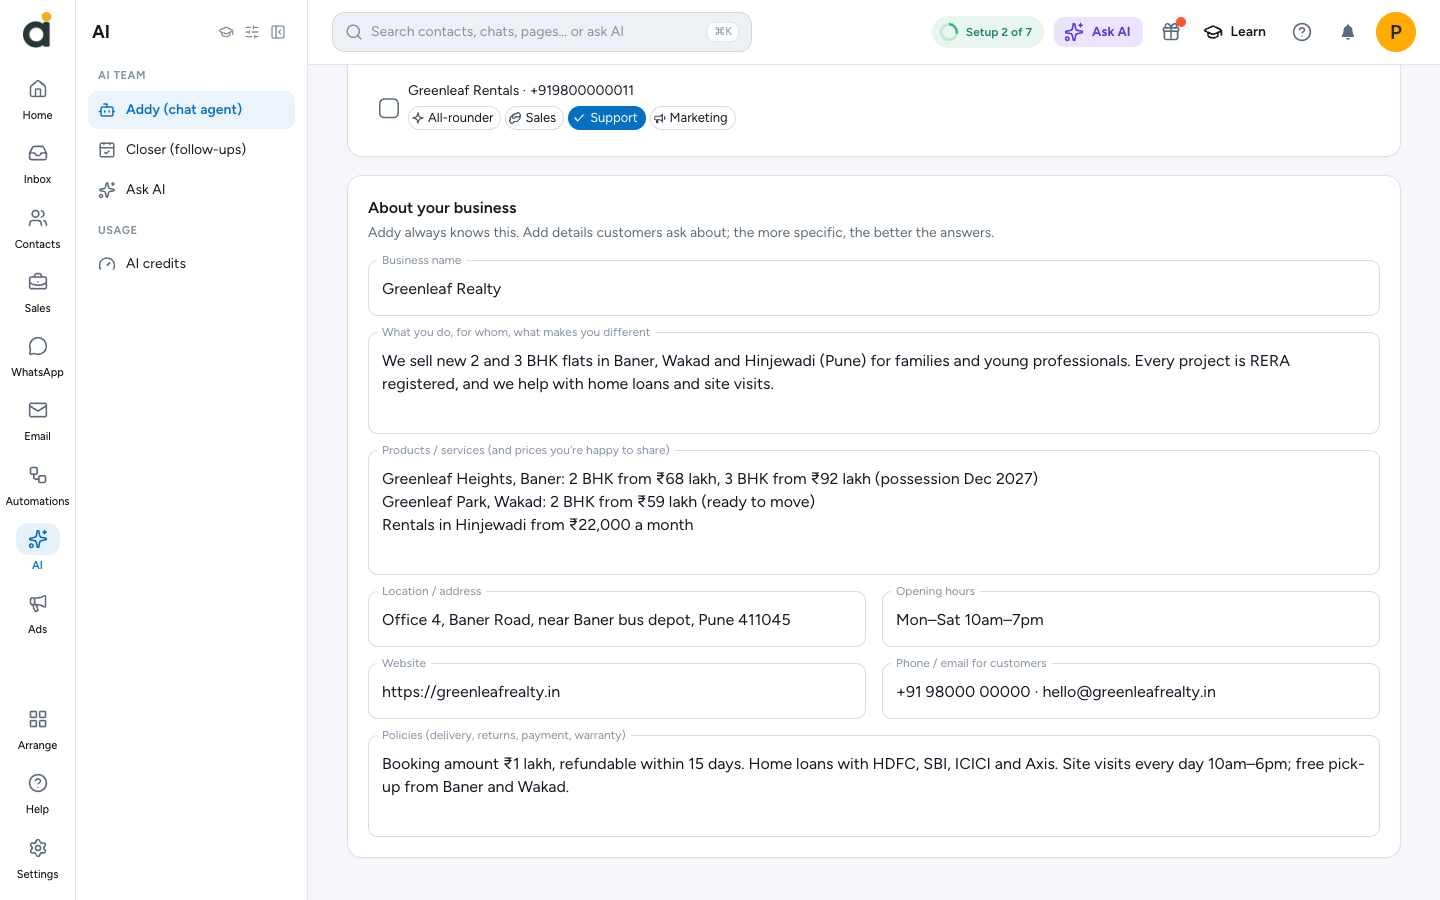 Search contacts, chats, pages... or ask AI
⌘K
Setup 2 of 7
Ask AI
Learn
P
Home
Inbox
Contacts
Sales
WhatsApp
Email
Automations
AI
Ads
Arrange
Help
Settings
AI
AI TEAM
Addy (chat agent)
Closer (follow-ups)
Ask AI
USAGE
AI credits
Greenleaf Rentals · +919800000011
All-rounder
Sales
Support
Marketing
About your business
Addy always knows this. Add details customers ask about; the more specific, the better the answers.
Business name
Greenleaf Realty
What you do, for whom, what makes you different
We sell new 2 and 3 BHK flats in Baner, Wakad and Hinjewadi (Pune) for families and young professionals. Every project is RERA
registered, and we help with home loans and site visits.
Products / services (and prices you're happy to share)
Greenleaf Heights, Baner: 2 BHK from ₹68 lakh, 3 BHK from ₹92 lakh (possession Dec 2027)
Greenleaf Park, Wakad: 2 BHK from ₹59 lakh (ready to move)
Rentals in Hinjewadi from ₹22,000 a month
Location / address
Office 4, Baner Road, near Baner bus depot, Pune 411045
Opening hours
Mon–Sat 10am–7pm
Website
https://greenleafrealty.in
Phone / email for customers
+91 98000 00000 · hello@greenleafrealty.in
Policies (delivery, returns, payment, warranty)
Booking amount ₹1 lakh, refundable within 15 days. Home loans with HDFC, SBI, ICICI and Axis. Site visits every day 10am–6pm; free pick-
up from Baner and Wakad.